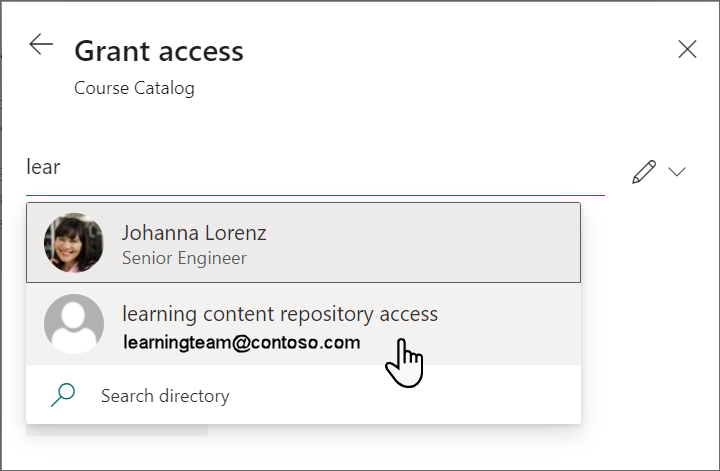 Grant access
Course Catalog
lear
Johanna Lorenz
Senior Engineer
learning content repository access
learningteam@contoso.com
Search directory